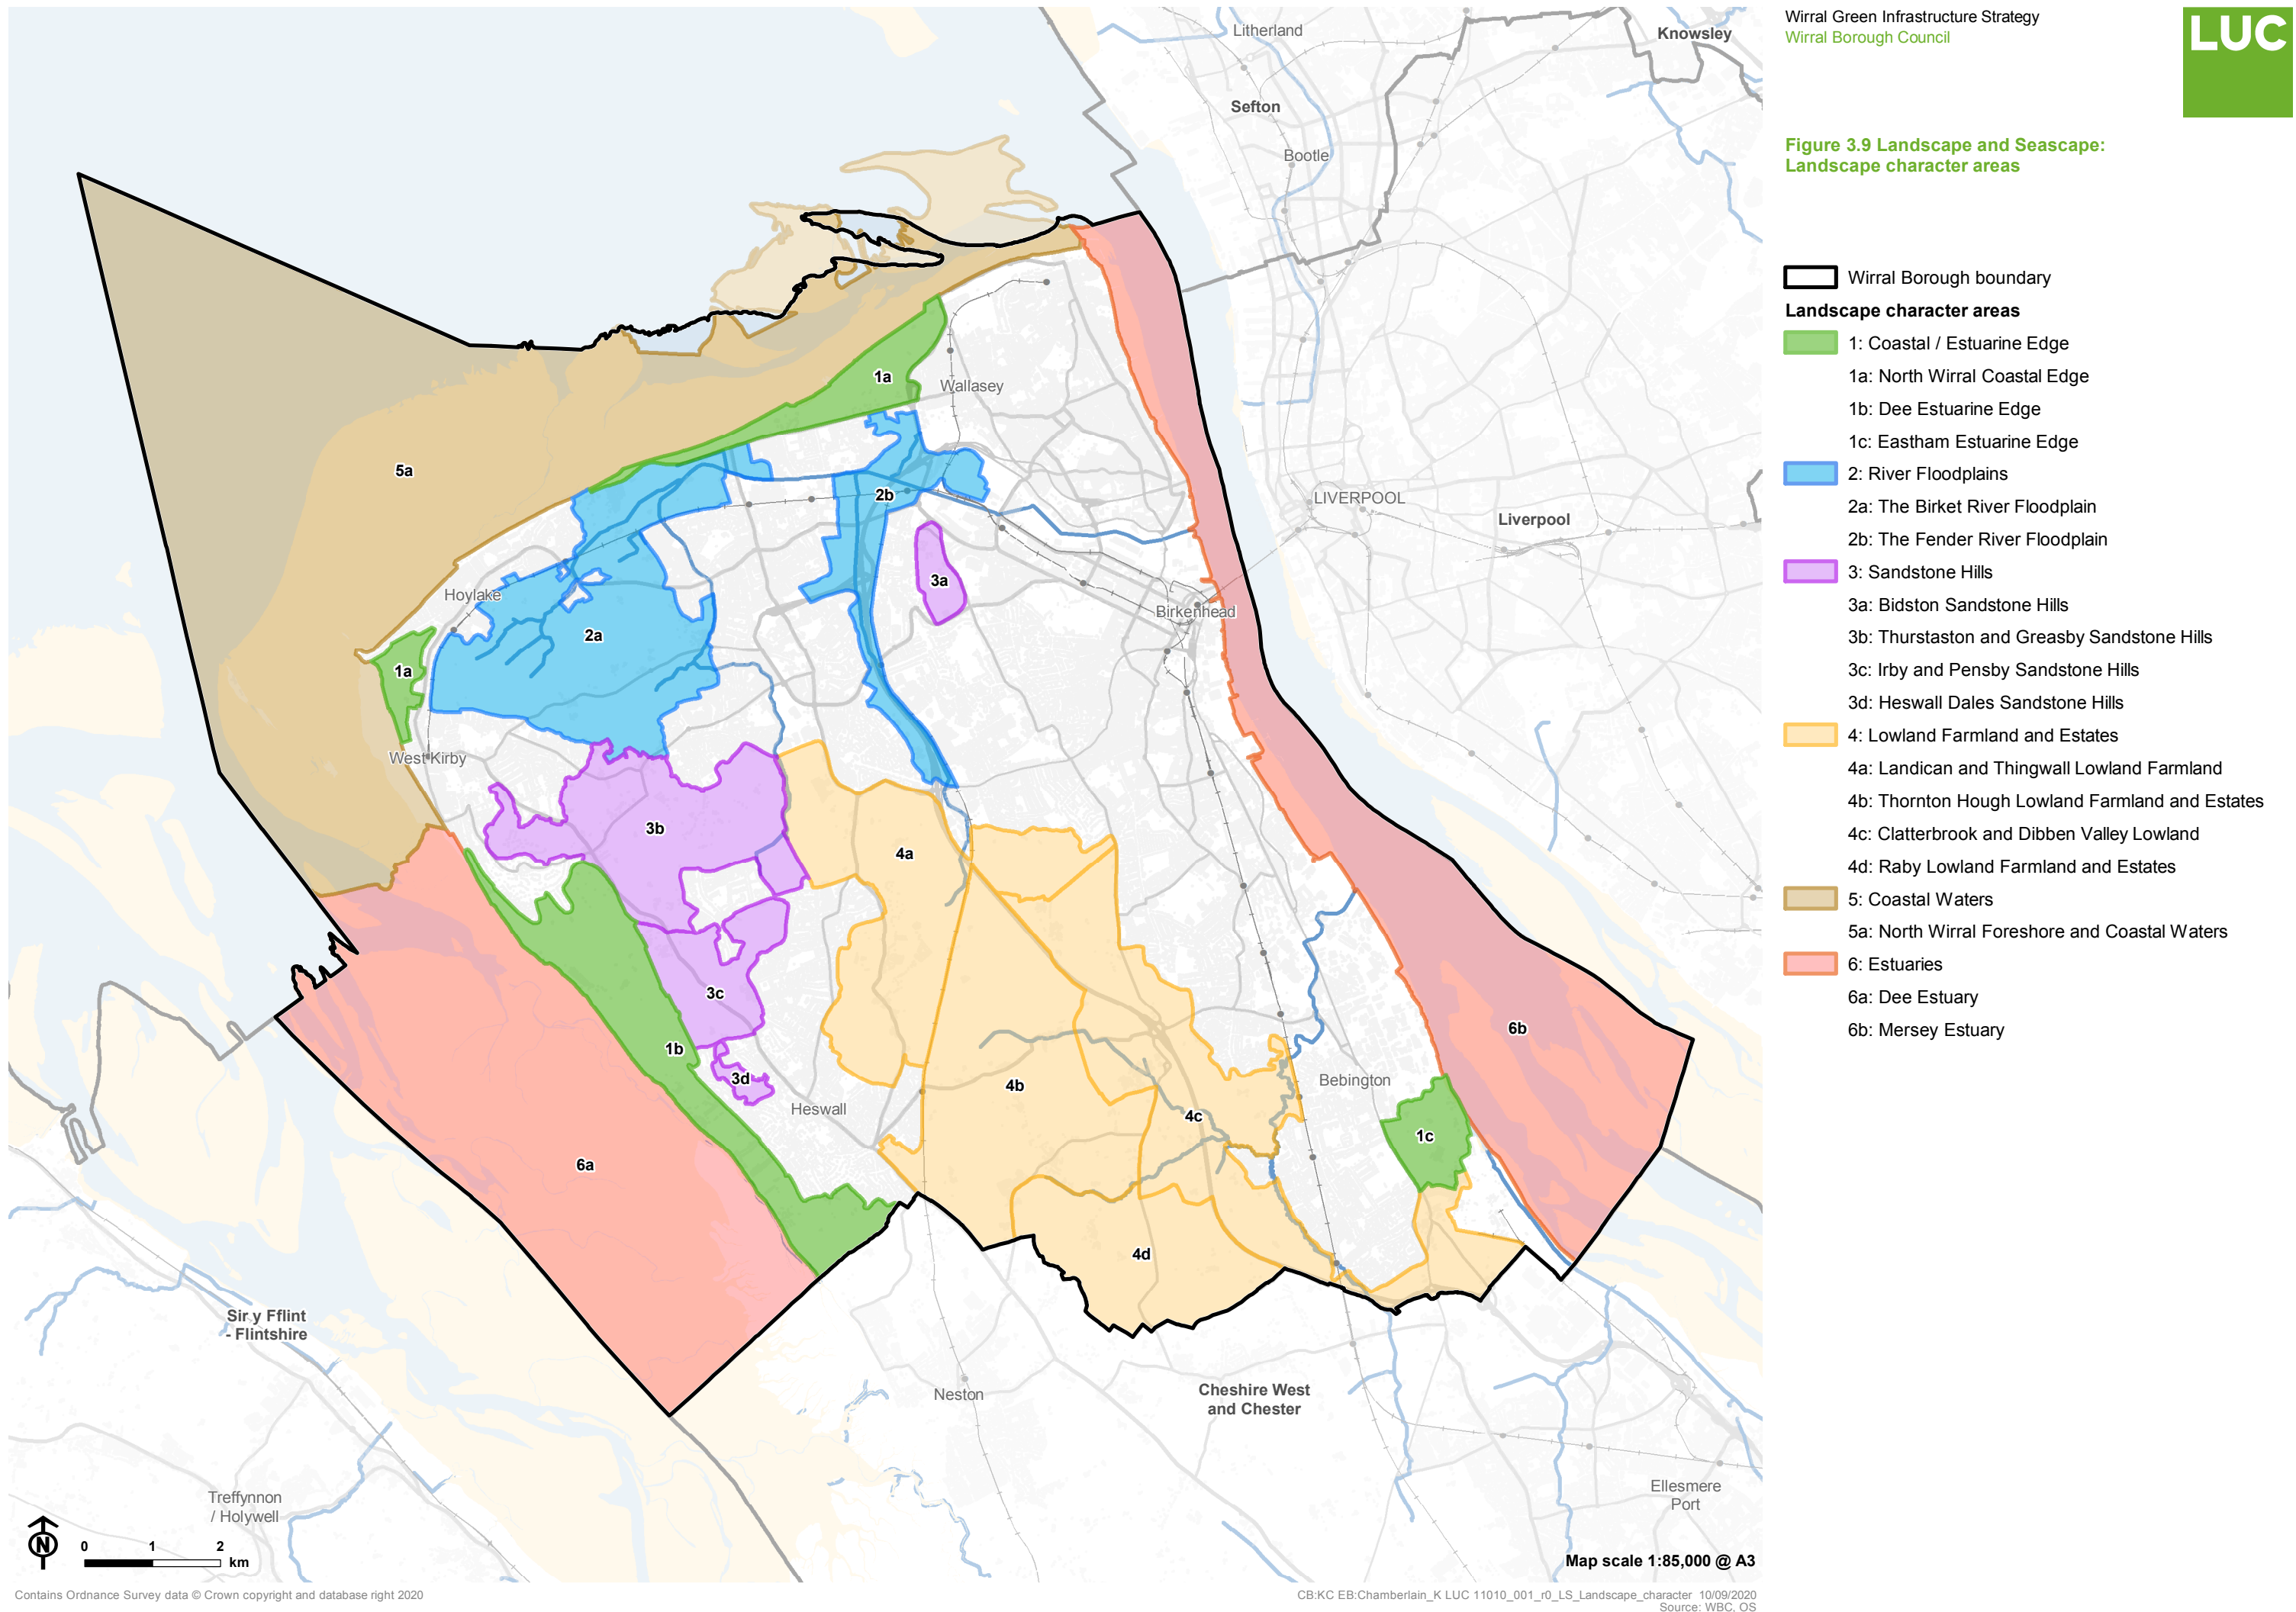 Wirral Green Infrastructure Strategy
Wirral Borough Council
LUC
Figure 3.9 Landscape and Seascape:
Landscape character areas
Wirral Borough boundary
Landscape character areas
1: Coastal / Estuarine Edge
1a: North Wirral Coastal Edge
1b: Dee Estuarine Edge
1c: Eastham Estuarine Edge
2: River Floodplains
2a: The Birket River Floodplain
2b: The Fender River Floodplain
3: Sandstone Hills
3a: Bidston Sandstone Hills
3b: Thurstaston and Greasby Sandstone Hills
3c: Irby and Pensby Sandstone Hills
3d: Heswall Dales Sandstone Hills
4: Lowland Farmland and Estates
4a: Landican and Thingwall Lowland Farmland
4b: Thornton Hough Lowland Farmland and Estates
4c: Clatterbrook and Dibben Valley Lowland
4d: Raby Lowland Farmland and Estates
5: Coastal Waters
5a: North Wirral Foreshore and Coastal Waters
6: Estuaries
6a: Dee Estuary
6b: Mersey Estuary
Litherland
Knowsley
Sefton
Bootle
1a
Wallasey
5a
2b
LIVERPOOL
Liverpool
3a
Hoylake
Birkenhead
2a
1a
West Kirby
3b
4a
3c
6b
1b
3d
Bebington
4b
Heswall
4c
1c
6a
4d
Sir y Fflint
- Flintshire
Neston
Cheshire West
and Chester
Treffynnon
/ Holywell
Ellesmere
Port
N
0 1 2
km
Map scale 1:85,000 @ A3
Contains Ordnance Survey data © Crown copyright and database right 2020
CB:KC EB:Chamberlain_K LUC 11010_001_r0_LS_Landscape_character 10/09/2020
Source: WBC, OS